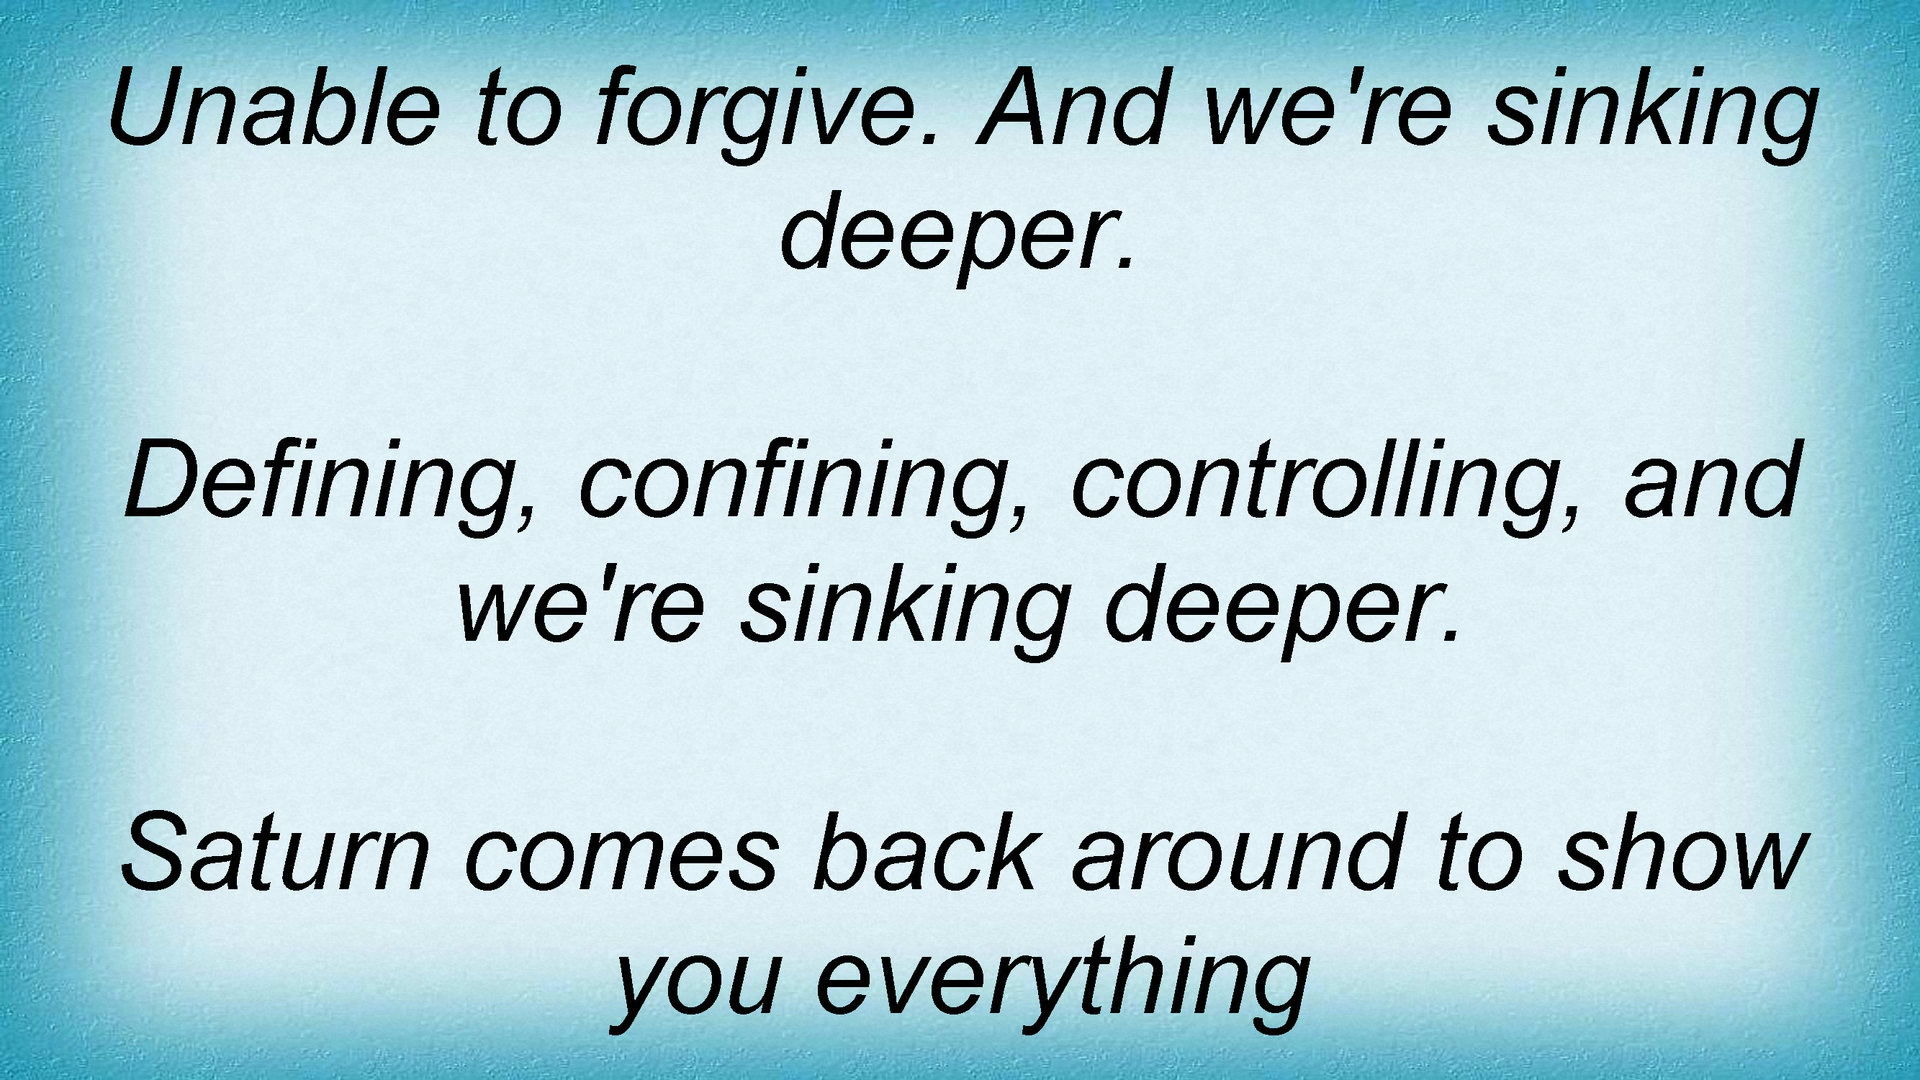 Unable to forgive. And we're sinking
deeper.
Defining, confining, controlling, and
we're sinking deeper.
Saturn comes back around to show
you everything